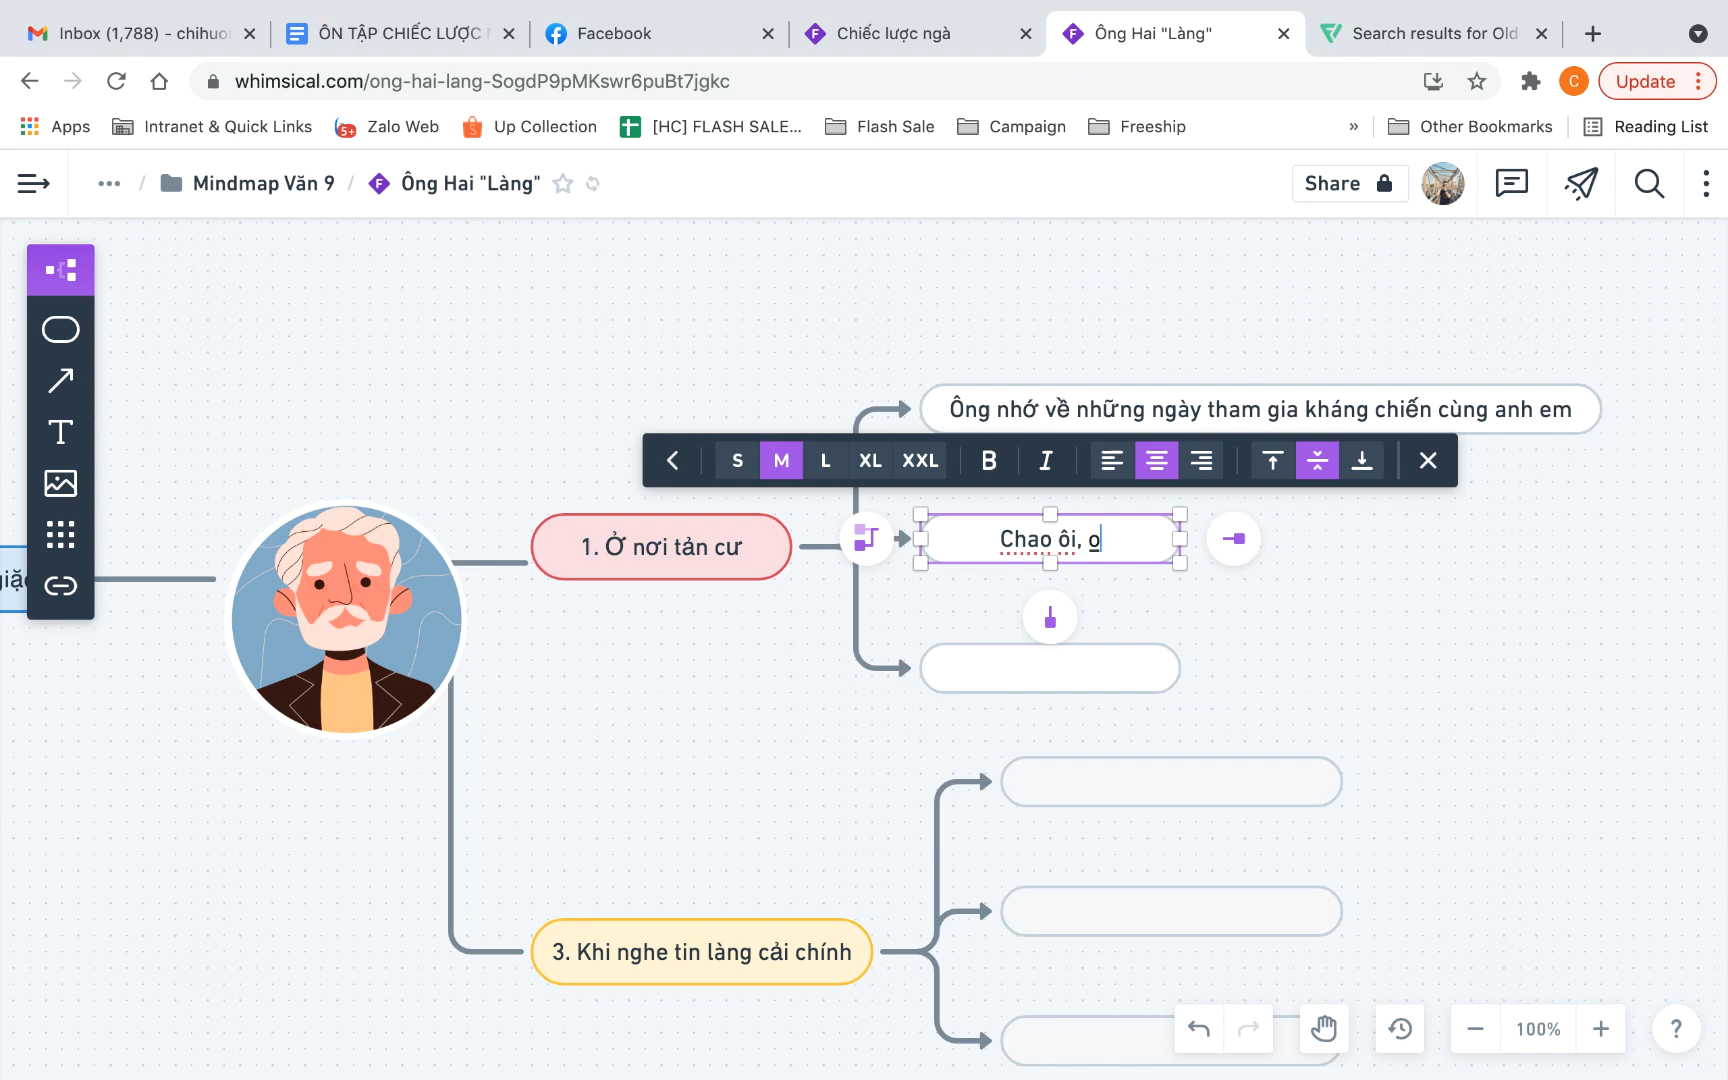 Inbox (1,788) - chihuo
ÔN TẬP CHIẾC LƯỢC
Facebook
Chiếc lược ngà
Ông Hai "Làng"
Search results for Old
whimsical.com/ong-hai-lang-SogdP9pMKswr6puBt7jgkc
C
Update
Apps
Intranet & Quick Links
5+
Zalo Web
Up Collection
[HC] FLASH SALE...
Flash Sale
Campaign
Freeship
»
Other Bookmarks
Reading List
... / Mindmap Văn 9 / Ông Hai "Làng"
Share
Ông nhớ về những ngày tham gia kháng chiến cùng anh em
S M L XL XXL B I
1. Ở nơi tản cư
Chao ôi, o
3. Khi nghe tin làng cải chính
100%
?